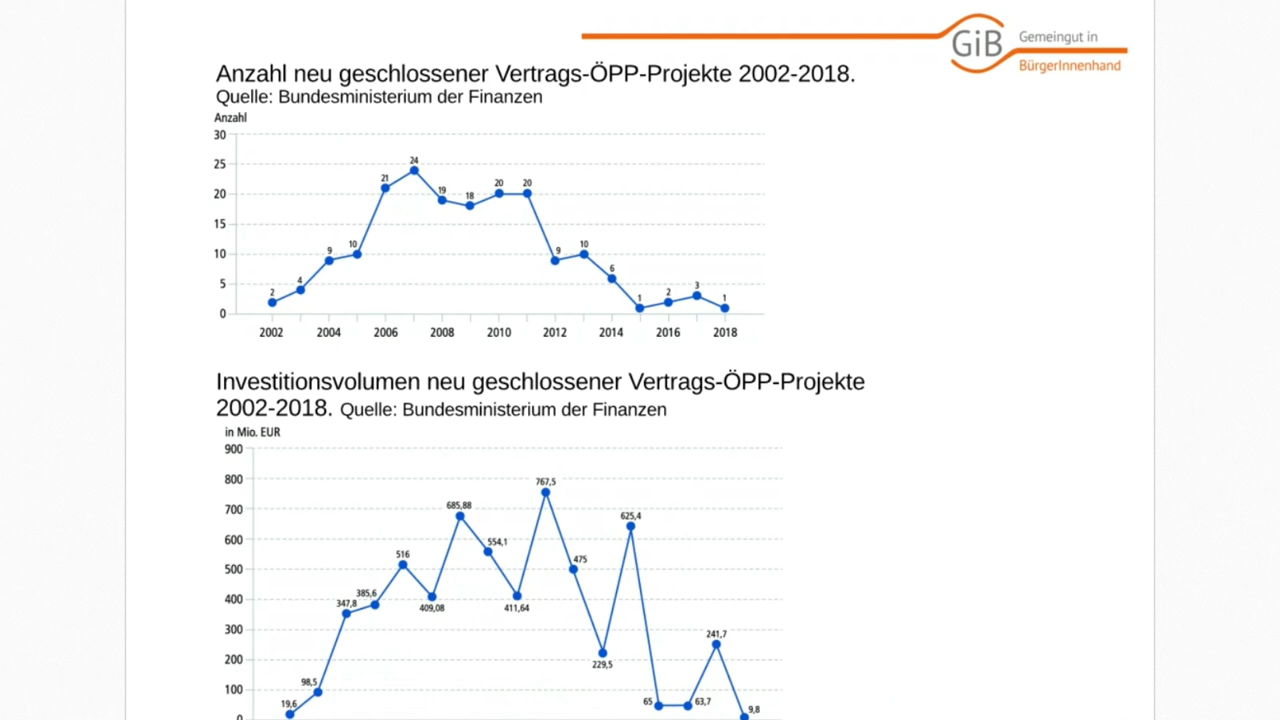 GiB Gemeingut in
BürgerInnenhand
Anzahl neu geschlossener Vertrags-ÖPP-Projekte 2002-2018.
Quelle: Bundesministerium der Finanzen
Anzahl
30
25
20
15
10
5
0
2 4 9 10 21 24 19 18 20 20 9 10 6 1 2 3 1
2002 2004 2006 2008 2010 2012 2014 2016 2018
Investitionsvolumen neu geschlossener Vertrags-ÖPP-Projekte
2002-2018. Quelle: Bundesministerium der Finanzen
in Mio. EUR
900
800
700
600
500
400
300
200
100
0
19,6 98,5 347,8 385,6 516 409,08 685,88 554,1 411,64 767,5 475 229,5 625,4 65 63,7 241,7 9,8